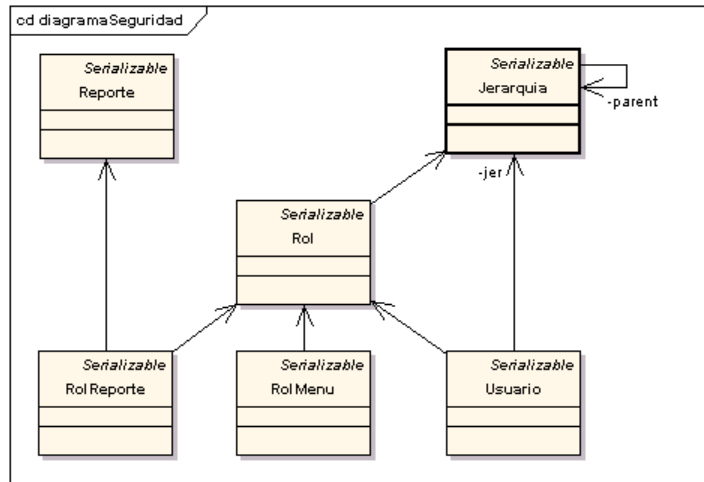 cd diagramaSeguridad
Serializable
Reporte
Serializable
Jerarquia
-parent
-jer
Serializable
Rol
Serializable
RolReporte
Serializable
RolMenu
Serializable
Usuario